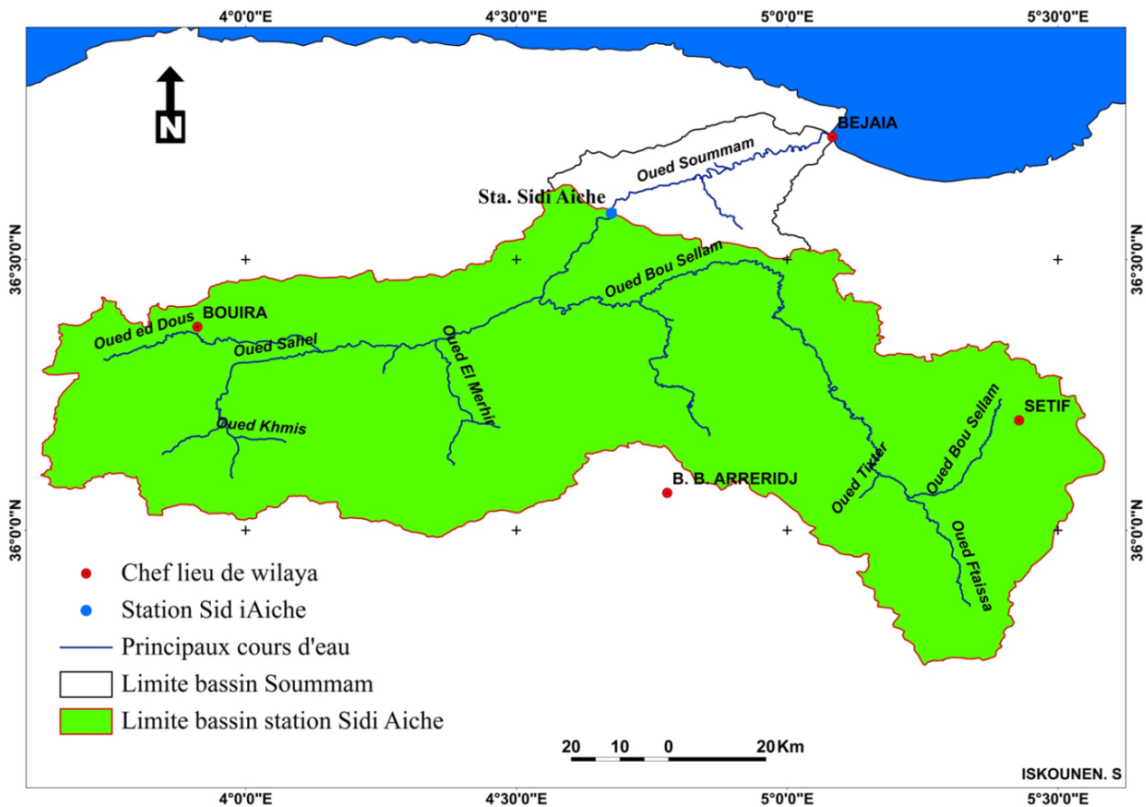 4°0'0"E 4°30'0"E 5°0'0"E 5°30'0"E
N
BEJAIA
Oued Soummam
Sta. Sidi Aiche
36°30'0"N
36°30'0"N
Oued Bou Sellam
BOUIRA
Oued ed Dous
Oued Sahel
Oued El Merhir
Oued Khmis
SETIF
Oued Bou Sellam
B. B. ARRERIDJ
Oued Tixter
36°0'0"N
36°0'0"N
Oued Ftaissa
Chef lieu de wilaya
Station Sid iAiche
Principaux cours d'eau
Limite bassin Soummam
Limite bassin station Sidi Aiche
20 10 0 20 Km
ISKOUNEN. S
4°0'0"E 4°30'0"E 5°0'0"E 5°30'0"E